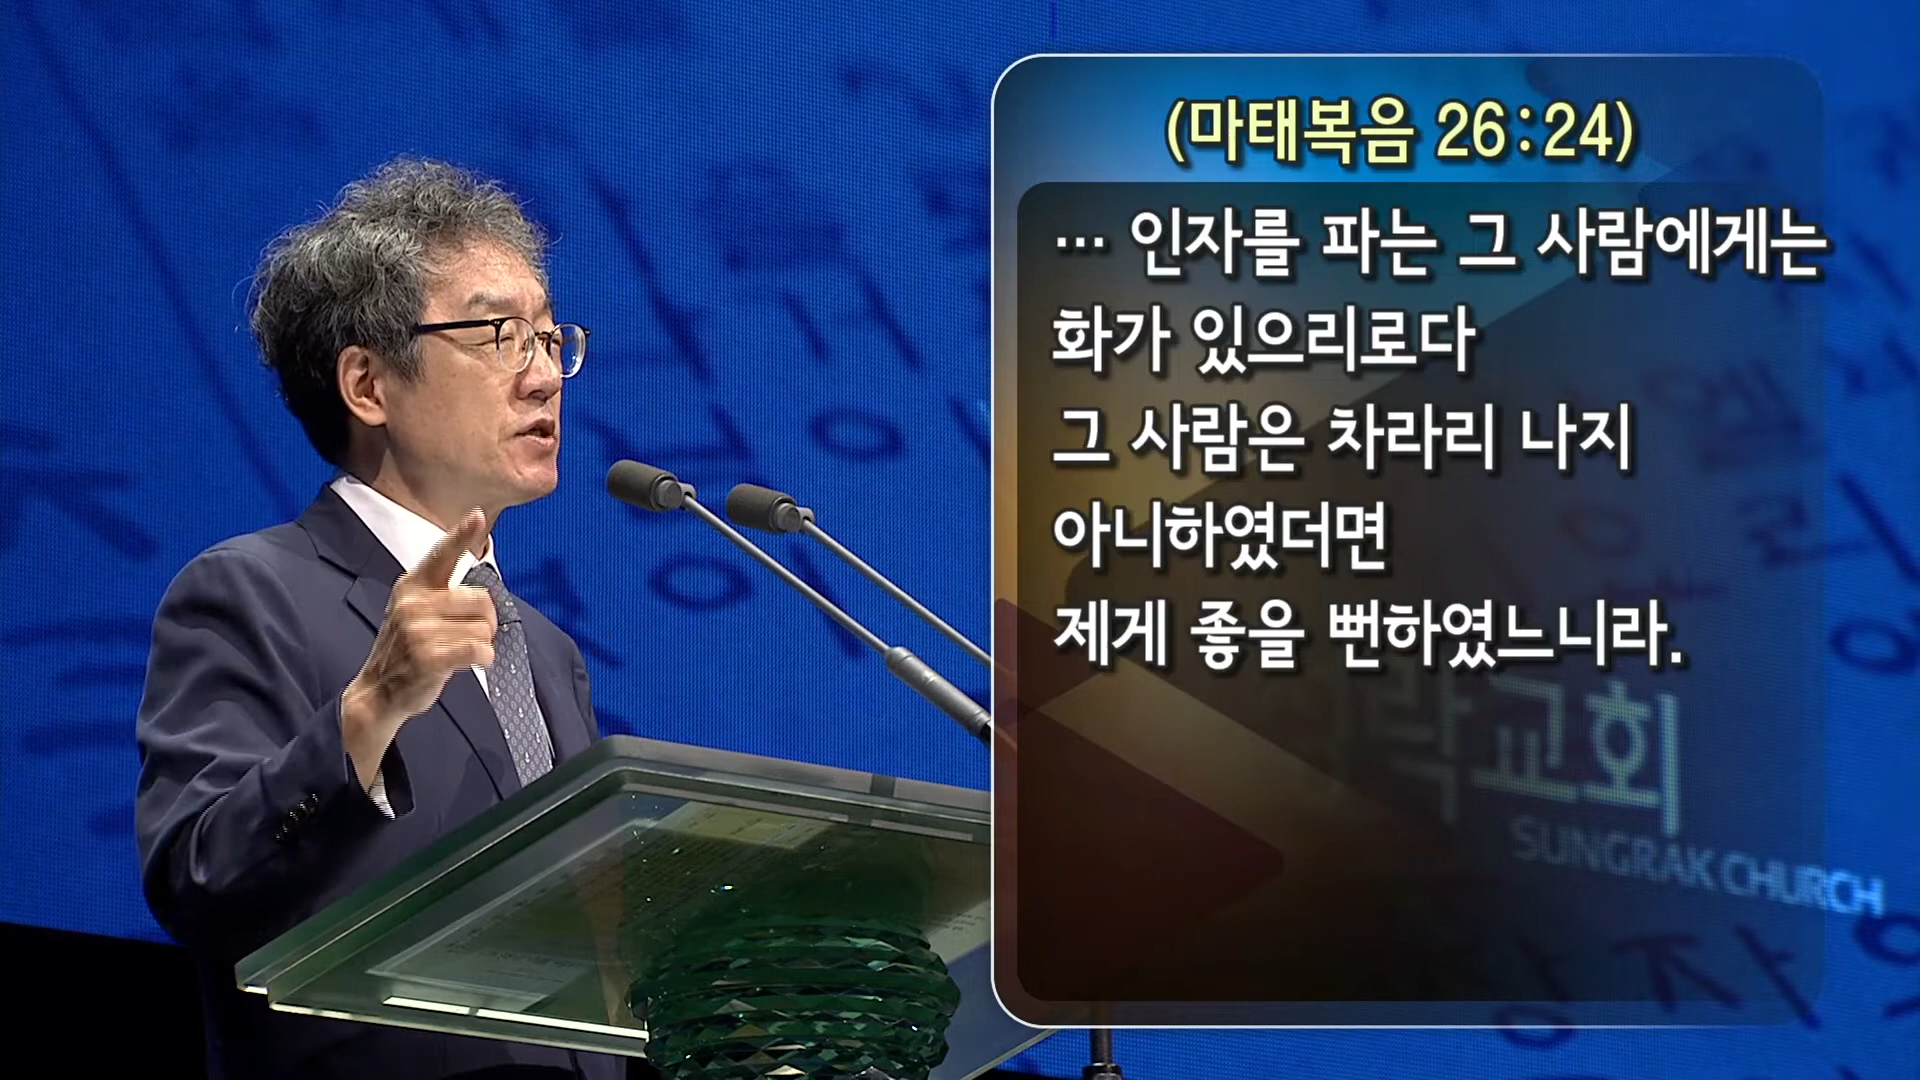 (마태복음 26:24)
… 인자를 파는 그 사람에게는
화가 있으리로다
그 사람은 차라리 나지
아니하였더면
제게 좋을 뻔하였느니라.
교회
SUNGRAK CHURCH